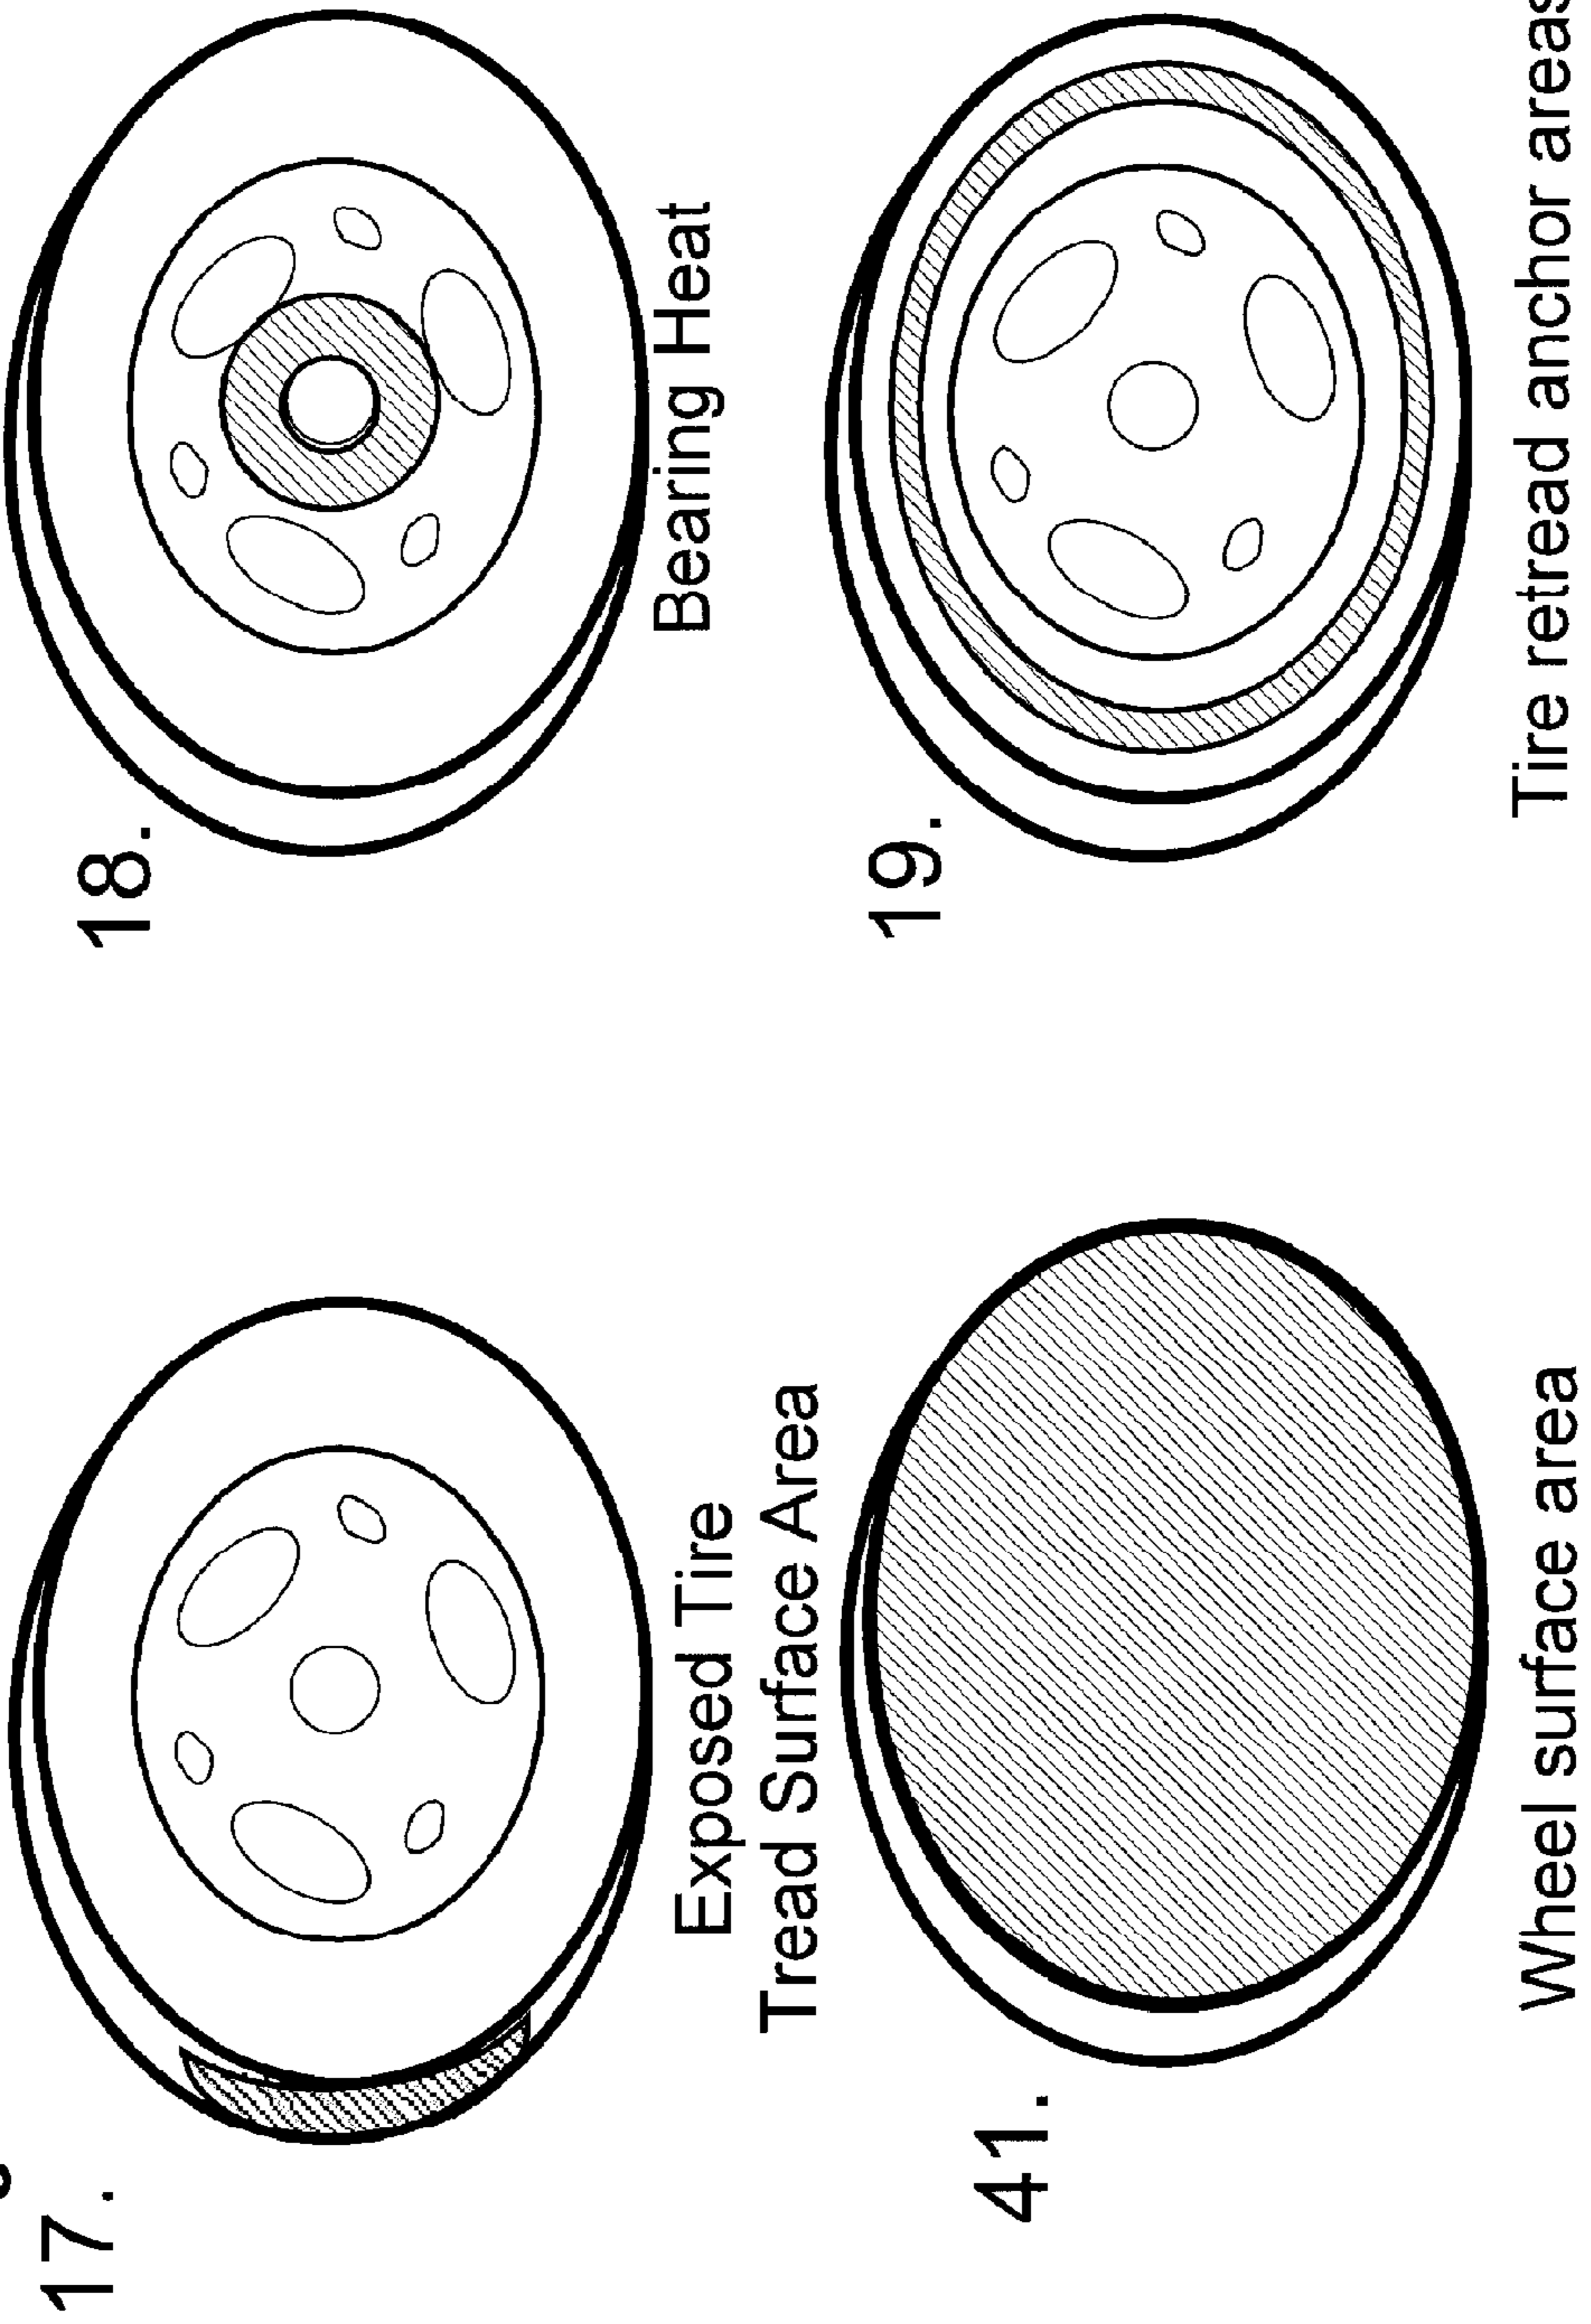 17.
Exposed Tire
Tread Surface Area
18.
Bearing Heat
41.
Wheel surface area
19.
Tire retread anchor areas